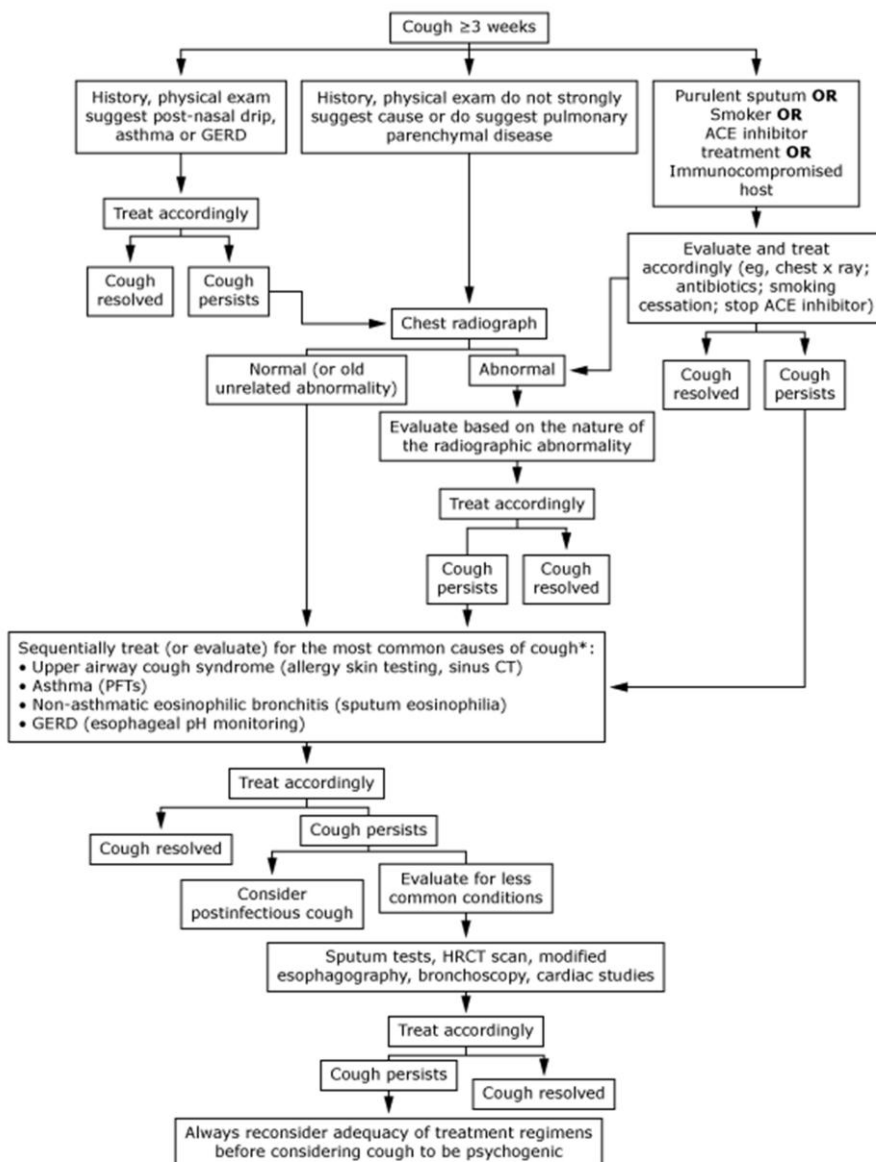 Cough ≥3 weeks
History, physical exam
suggest post-nasal drip,
asthma or GERD
History, physical exam do not strongly
suggest cause or do suggest pulmonary
parenchymal disease
Purulent sputum OR
Smoker OR
ACE inhibitor
treatment OR
Immunocompromised
host
Treat accordingly
Cough
resolved
Cough
persists
Evaluate and treat
accordingly (eg, chest x ray;
antibiotics; smoking
cessation; stop ACE inhibitor)
Chest radiograph
Normal (or old
unrelated abnormality)
Abnormal
Cough
resolved
Cough
persists
Evaluate based on the nature of
the radiographic abnormality
Treat accordingly
Cough
persists
Cough
resolved
Sequentially treat (or evaluate) for the most common causes of cough*:
• Upper airway cough syndrome (allergy skin testing, sinus CT)
• Asthma (PFTs)
• Non-asthmatic eosinophilic bronchitis (sputum eosinophilia)
• GERD (esophageal pH monitoring)
Treat accordingly
Cough resolved
Cough persists
Consider
postinfectious cough
Evaluate for less
common conditions
Sputum tests, HRCT scan, modified
esophagography, bronchoscopy, cardiac studies
Treat accordingly
Cough persists
Cough resolved
Always reconsider adequacy of treatment regimens
before considering cough to be psychogenic